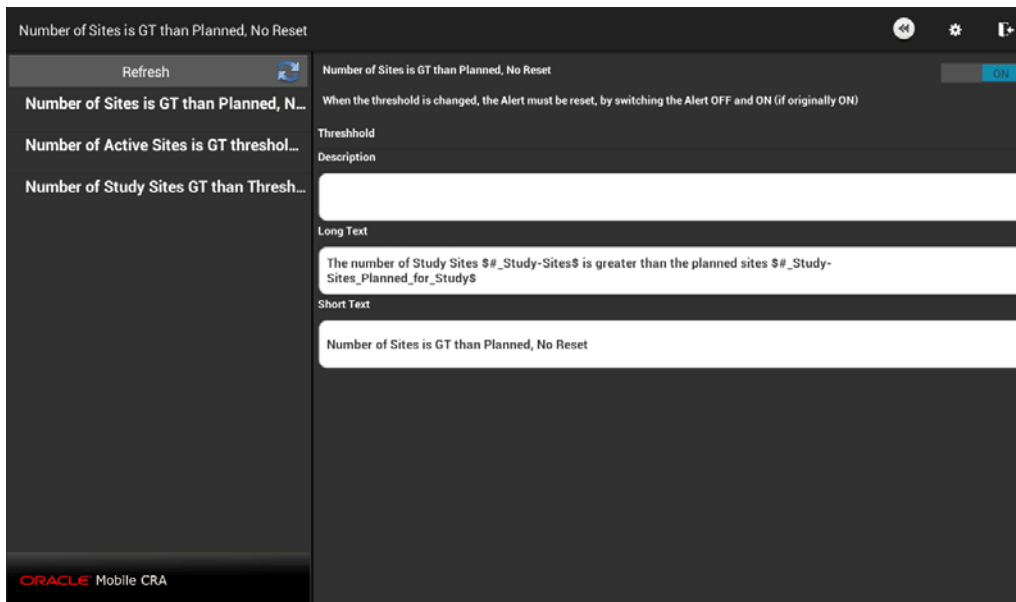 Number of Sites is GT than Planned, No Reset
Refresh
Number of Sites is GT than Planned, N...
Number of Active Sites is GT threshol...
Number of Study Sites GT than Thresh...
ORACLE Mobile CRA
Number of Sites is GT than Planned, No Reset
ON
When the threshold is changed, the Alert must be reset, by switching the Alert OFF and ON (if originally ON)
Threshhold
Description
Long Text
The number of Study Sites $#_Study-Sites$ is greater than the planned sites $#_Study-
Sites_Planned_for_Study$
Short Text
Number of Sites is GT than Planned, No Reset